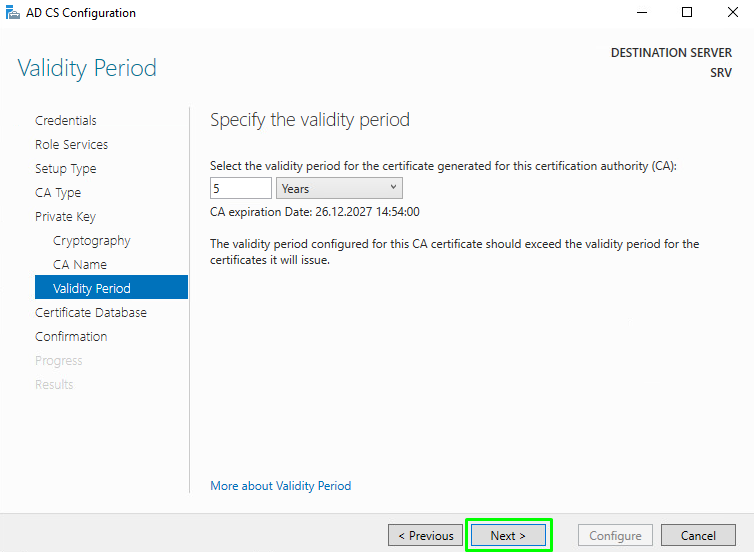 AD CS Configuration
Validity Period
DESTINATION SERVER
SRV
Credentials
Role Services
Setup Type
CA Type
Private Key
Cryptography
CA Name
Validity Period
Certificate Database
Confirmation
Progress
Results
Specify the validity period
Select the validity period for the certificate generated for this certification authority (CA):
5 Years
CA expiration Date: 26.12.2027 14:54:00
The validity period configured for this CA certificate should exceed the validity period for the
certificates it will issue.
More about Validity Period
< Previous Next > Configure Cancel